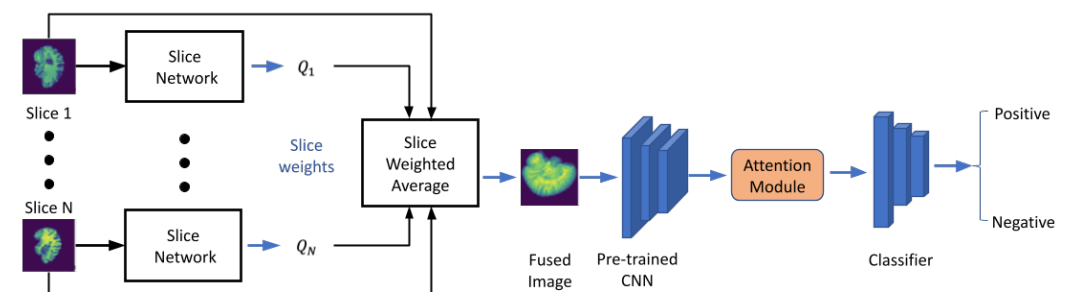 Slice
Network
Q₁
Slice 1
Slice
weights
Slice
Weighted
Average
Slice N
Slice
Network
Q_N
Fused
Image
Pre-trained
CNN
Attention
Module
Classifier
Positive
Negative